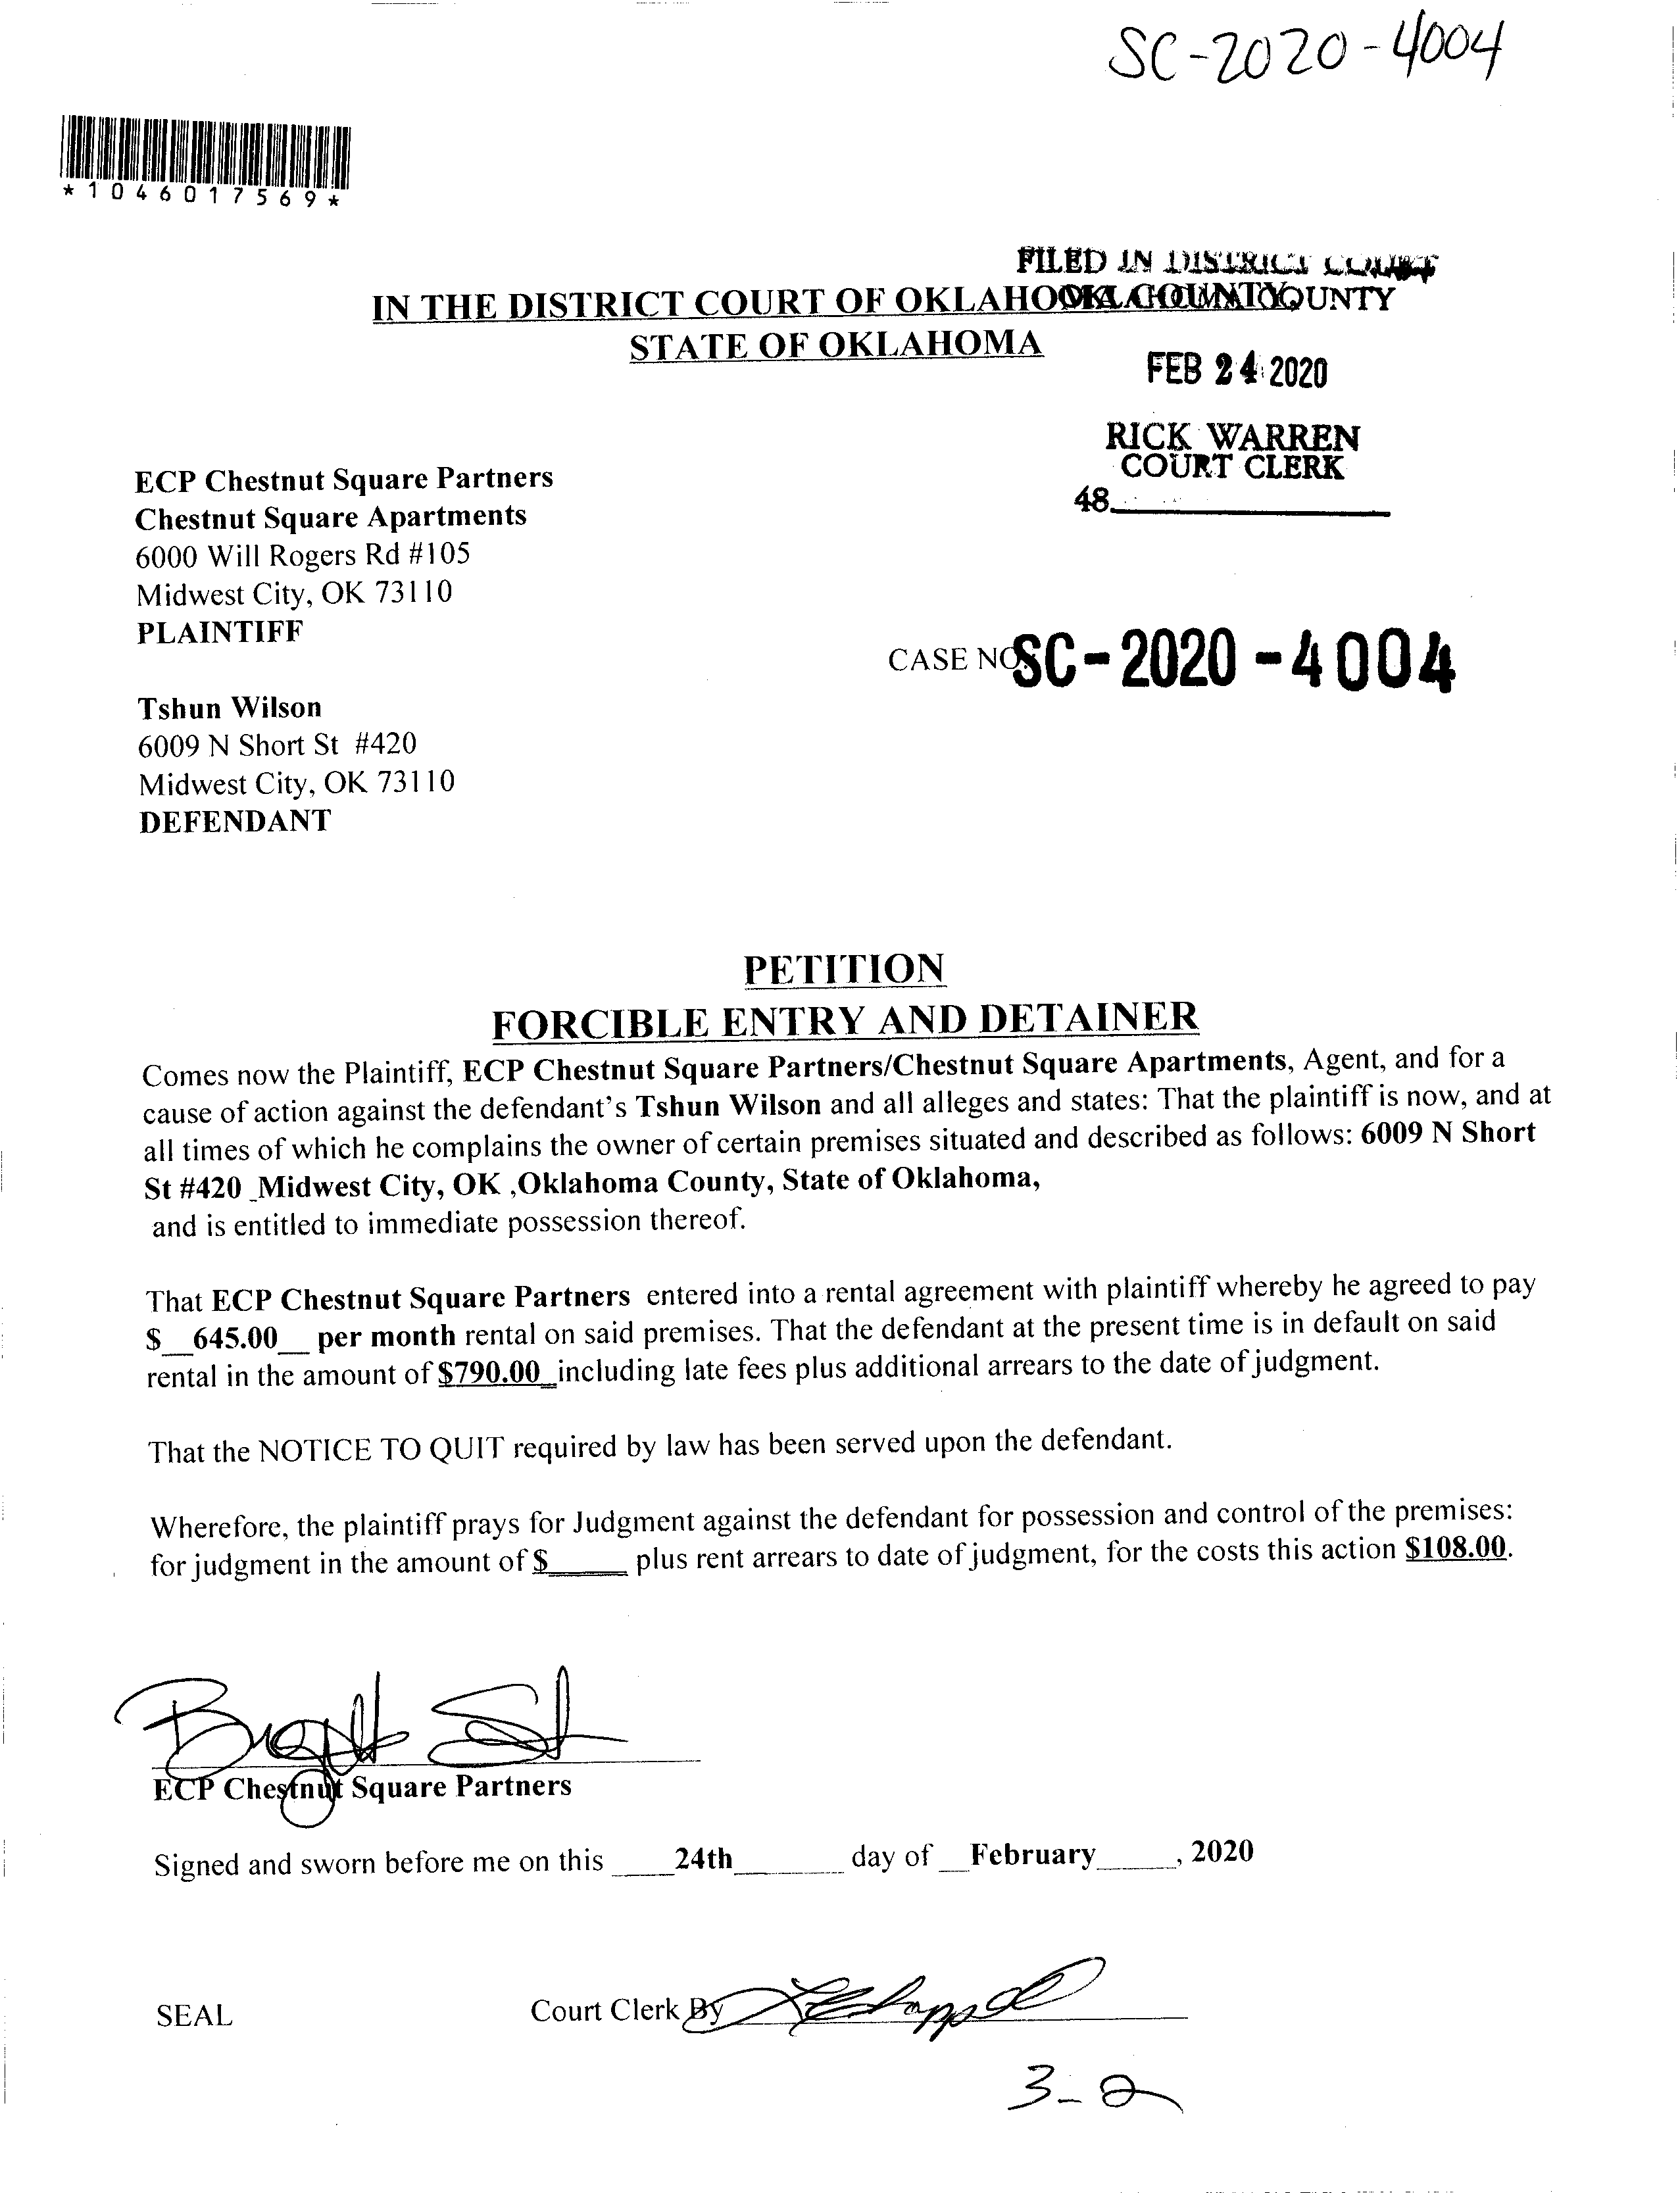 SC-2020-4004
*1046017569*
FILED IN DISTRICT COURT
IN THE DISTRICT COURT OF OKLAHOMA COUNTY
OKLAHOMA COUNTY
STATE OF OKLAHOMA
FEB 24 2020
RICK WARREN
COURT CLERK
48
ECP Chestnut Square Partners
Chestnut Square Apartments
6000 Will Rogers Rd #105
Midwest City, OK 73110
PLAINTIFF
CASE NO: SC-2020-4004
Tshun Wilson
6009 N Short St #420
Midwest City, OK 73110
DEFENDANT
PETITION
FORCIBLE ENTRY AND DETAINER
Comes now the Plaintiff, ECP Chestnut Square Partners/Chestnut Square Apartments, Agent, and for a
cause of action against the defendant's Tshun Wilson and all alleges and states: That the plaintiff is now, and at
all times of which he complains the owner of certain premises situated and described as follows: 6009 N Short
St #420 _Midwest City, OK ,Oklahoma County, State of Oklahoma,
and is entitled to immediate possession thereof.
That ECP Chestnut Square Partners entered into a rental agreement with plaintiff whereby he agreed to pay
$__645.00__ per month rental on said premises. That the defendant at the present time is in default on said
rental in the amount of $790.00_including late fees plus additional arrears to the date of judgment.
That the NOTICE TO QUIT required by law has been served upon the defendant.
Wherefore, the plaintiff prays for Judgment against the defendant for possession and control of the premises:
for judgment in the amount of $_____ plus rent arrears to date of judgment, for the costs this action $108.00.
ECP Chestnut Square Partners
Signed and sworn before me on this ____24th_______ day of __February_____, 2020
SEAL
Court Clerk By
3-2